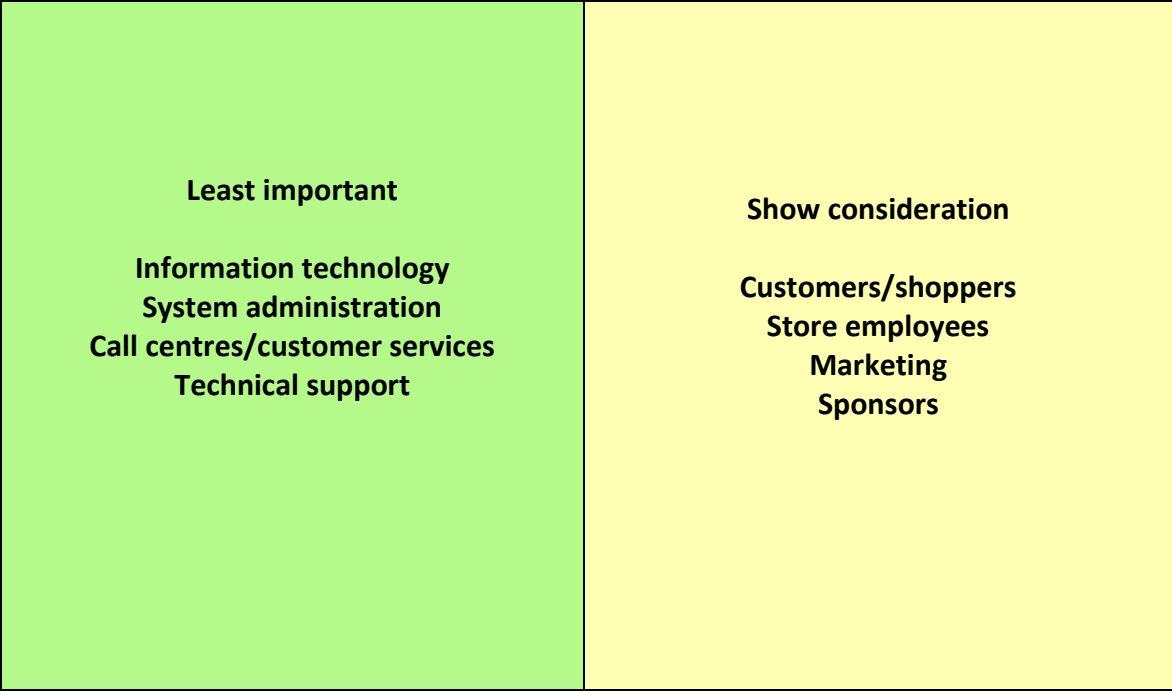 Least important
Information technology
System administration
Call centres/customer services
Technical support
Show consideration
Customers/shoppers
Store employees
Marketing
Sponsors